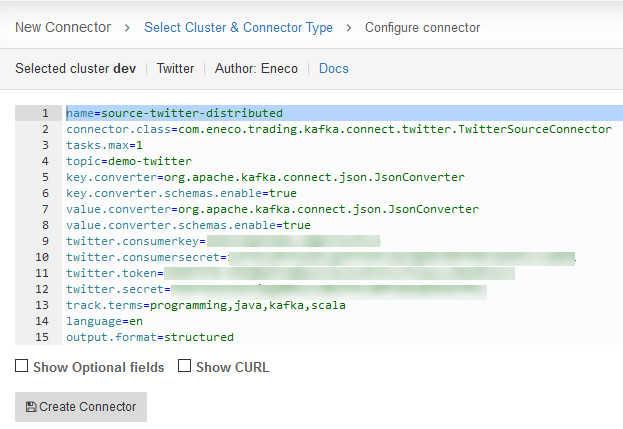 New Connector > Select Cluster & Connector Type > Configure connector
Selected cluster dev | Twitter | Author: Eneco | Docs
1 name=source-twitter-distributed
2 connector.class=com.eneco.trading.kafka.connect.twitter.TwitterSourceConnector
3 tasks.max=1
4 topic=demo-twitter
5 key.converter=org.apache.kafka.connect.json.JsonConverter
6 key.converter.schemas.enable=true
7 value.converter=org.apache.kafka.connect.json.JsonConverter
8 value.converter.schemas.enable=true
9 twitter.consumerkey=
10 twitter.consumersecret=
11 twitter.token=
12 twitter.secret=
13 track.terms=programming,java,kafka,scala
14 language=en
15 output.format=structured
Show Optional fields Show CURL
Create Connector